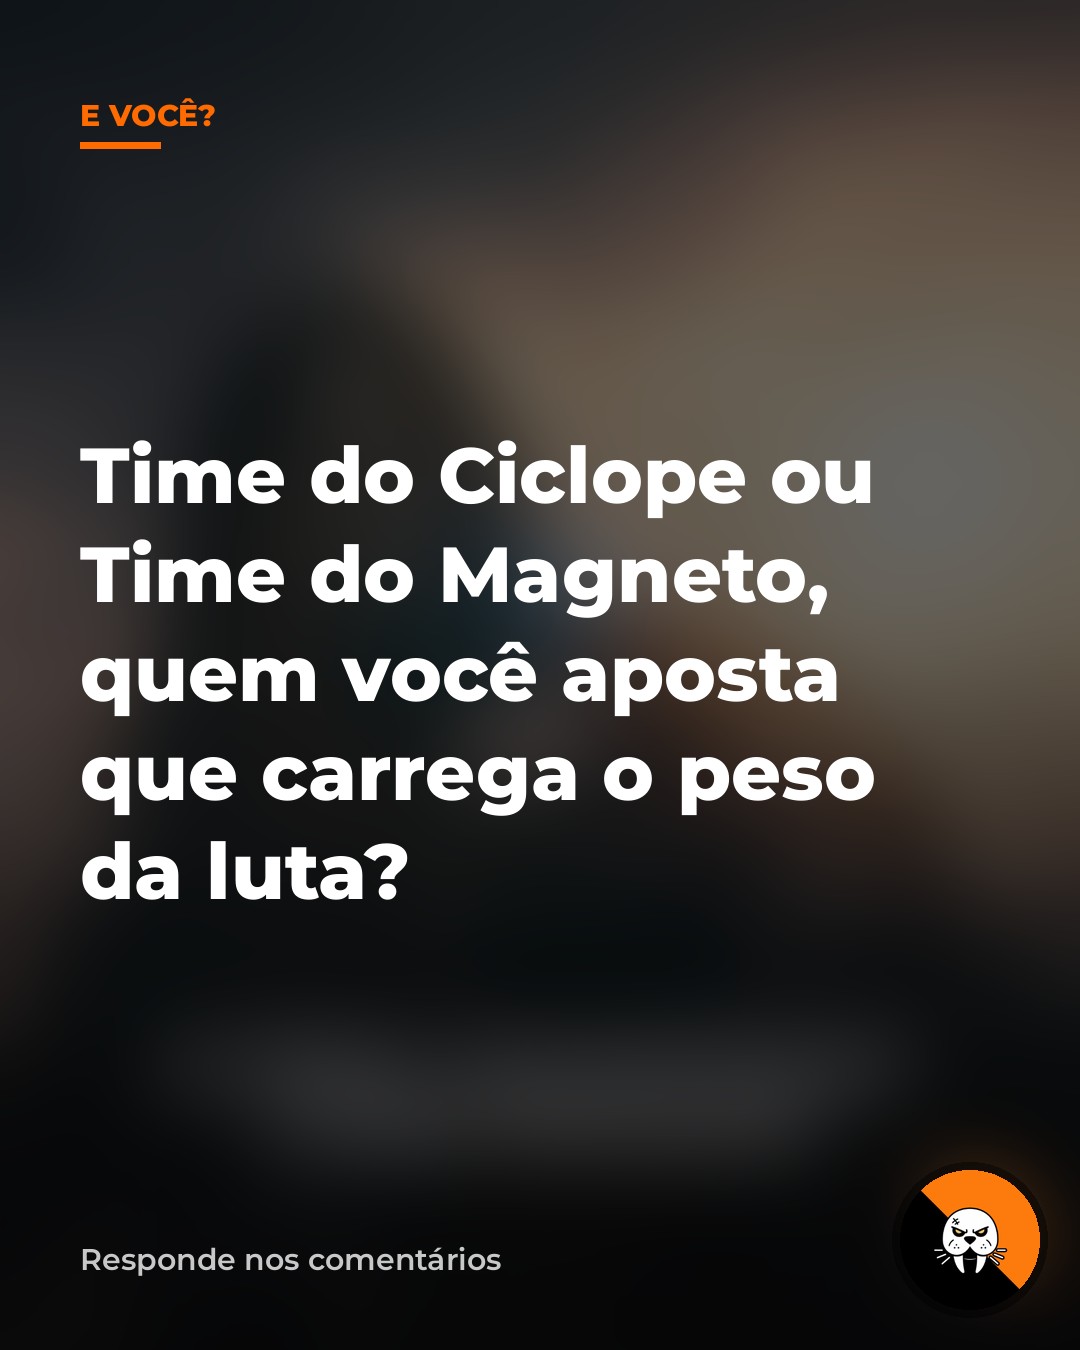 E VOCÊ?
Time do Ciclope ou
Time do Magneto,
quem você aposta
que carrega o peso
da luta?
Responde nos comentários